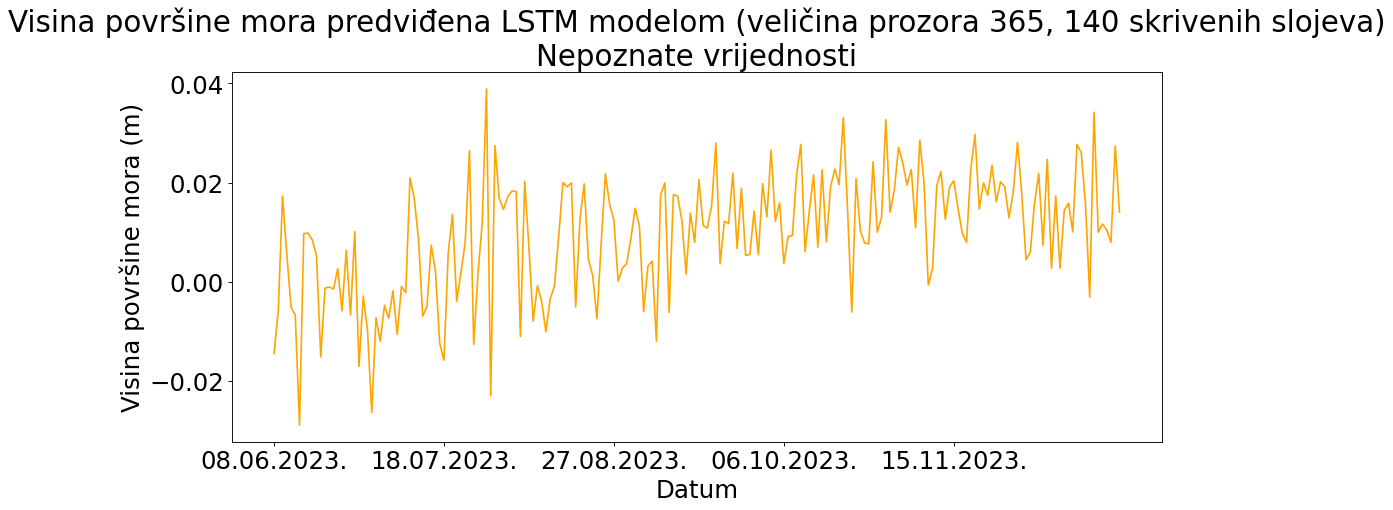 Visina površine mora predviđena LSTM modelom (veličina prozora 365, 140 skrivenih slojeva)
Nepoznate vrijednosti
Visina površine mora (m)
0.04
0.02
0.00
−0.02
08.06.2023. 18.07.2023. 27.08.2023. 06.10.2023. 15.11.2023.
Datum